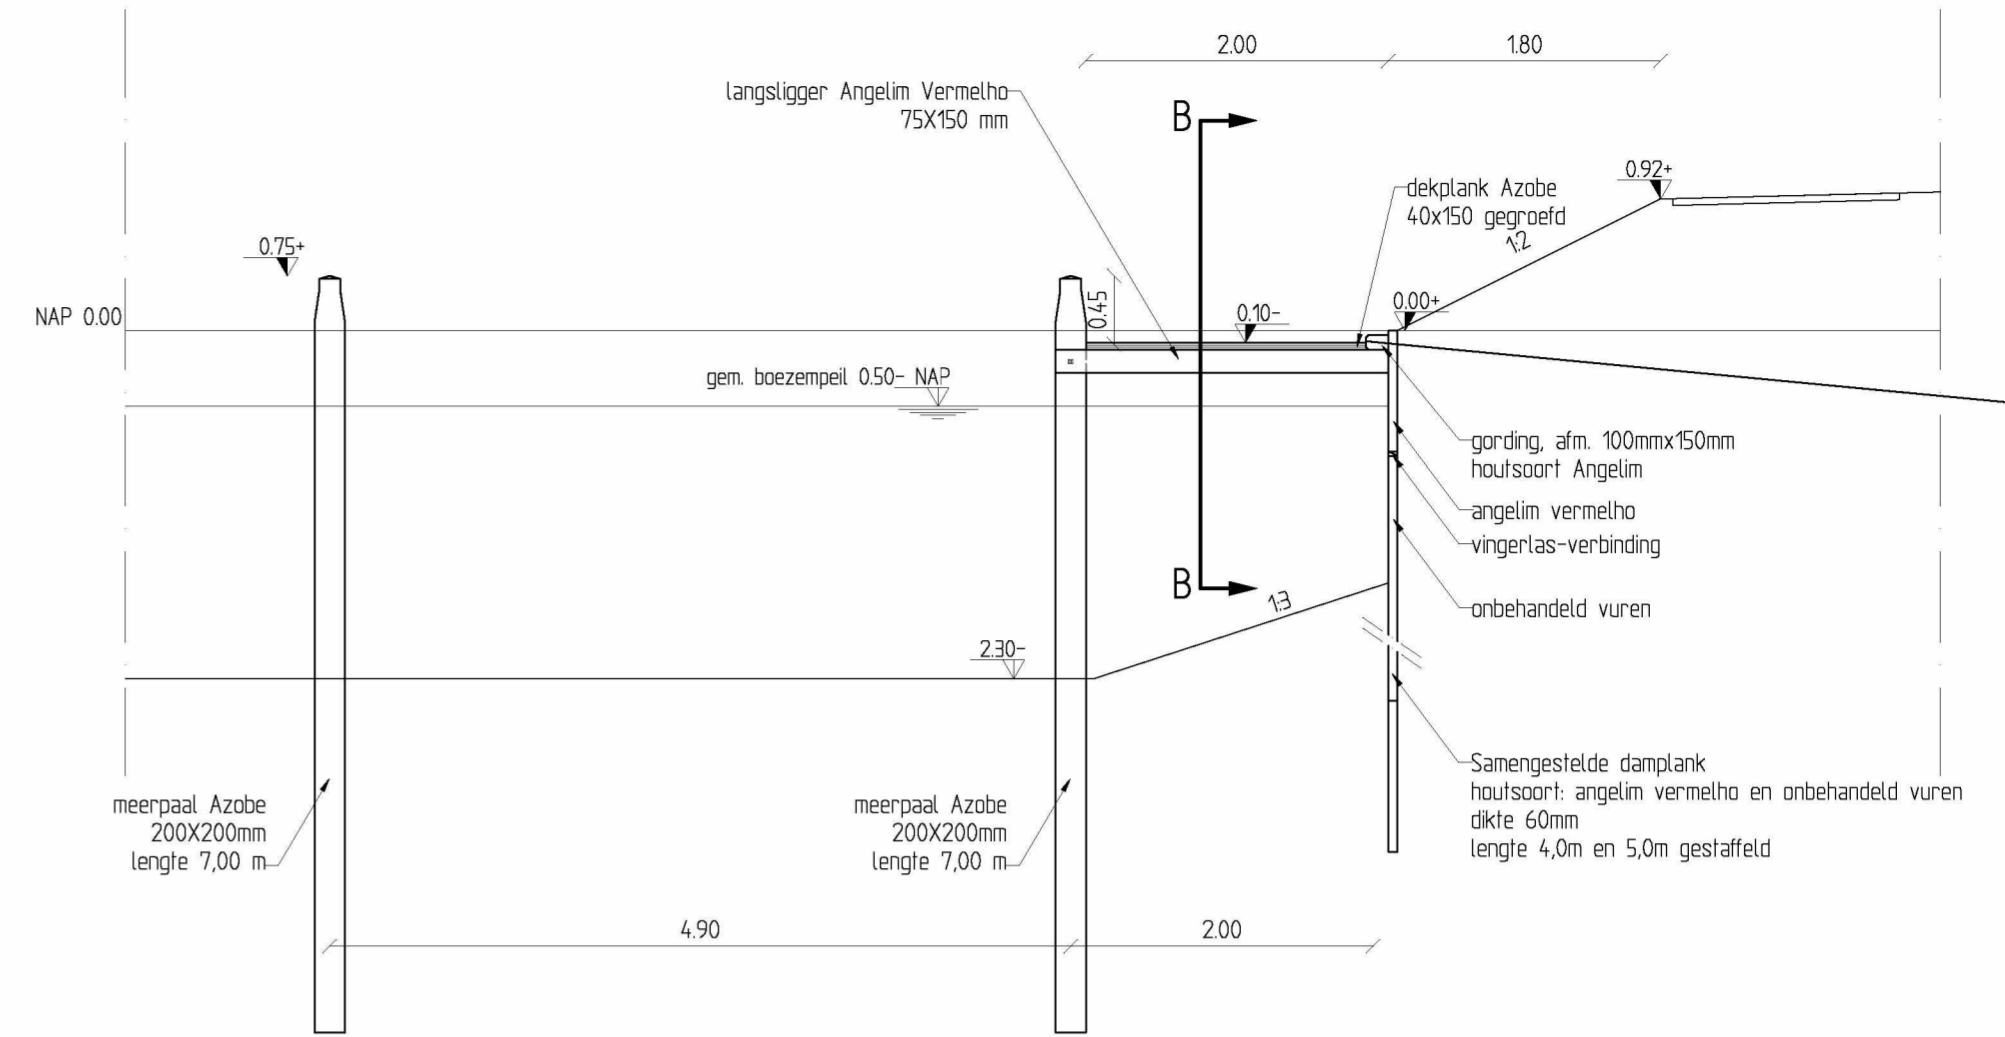 2.00
1.80
langsligger Angelim Vermelho
75X150 mm
B
0.92+
dekplank Azobe
40x150 gegroefd
1:2
0.75+
0.45
0.10-
0.00+
NAP 0.00
gem. boezempeil 0.50- NAP
gording, afm. 100mmx150mm
houtsoort Angelim
angelim vermelho
vingerlas-verbinding
B
1:3
onbehandeld vuren
2.30-
Samengestelde damplank
houtsoort: angelim vermelho en onbehandeld vuren
dikte 60mm
lengte 4,0m en 5,0m gestaffeld
meerpaal Azobe
200X200mm
lengte 7,00 m
meerpaal Azobe
200X200mm
lengte 7,00 m
4.90
2.00